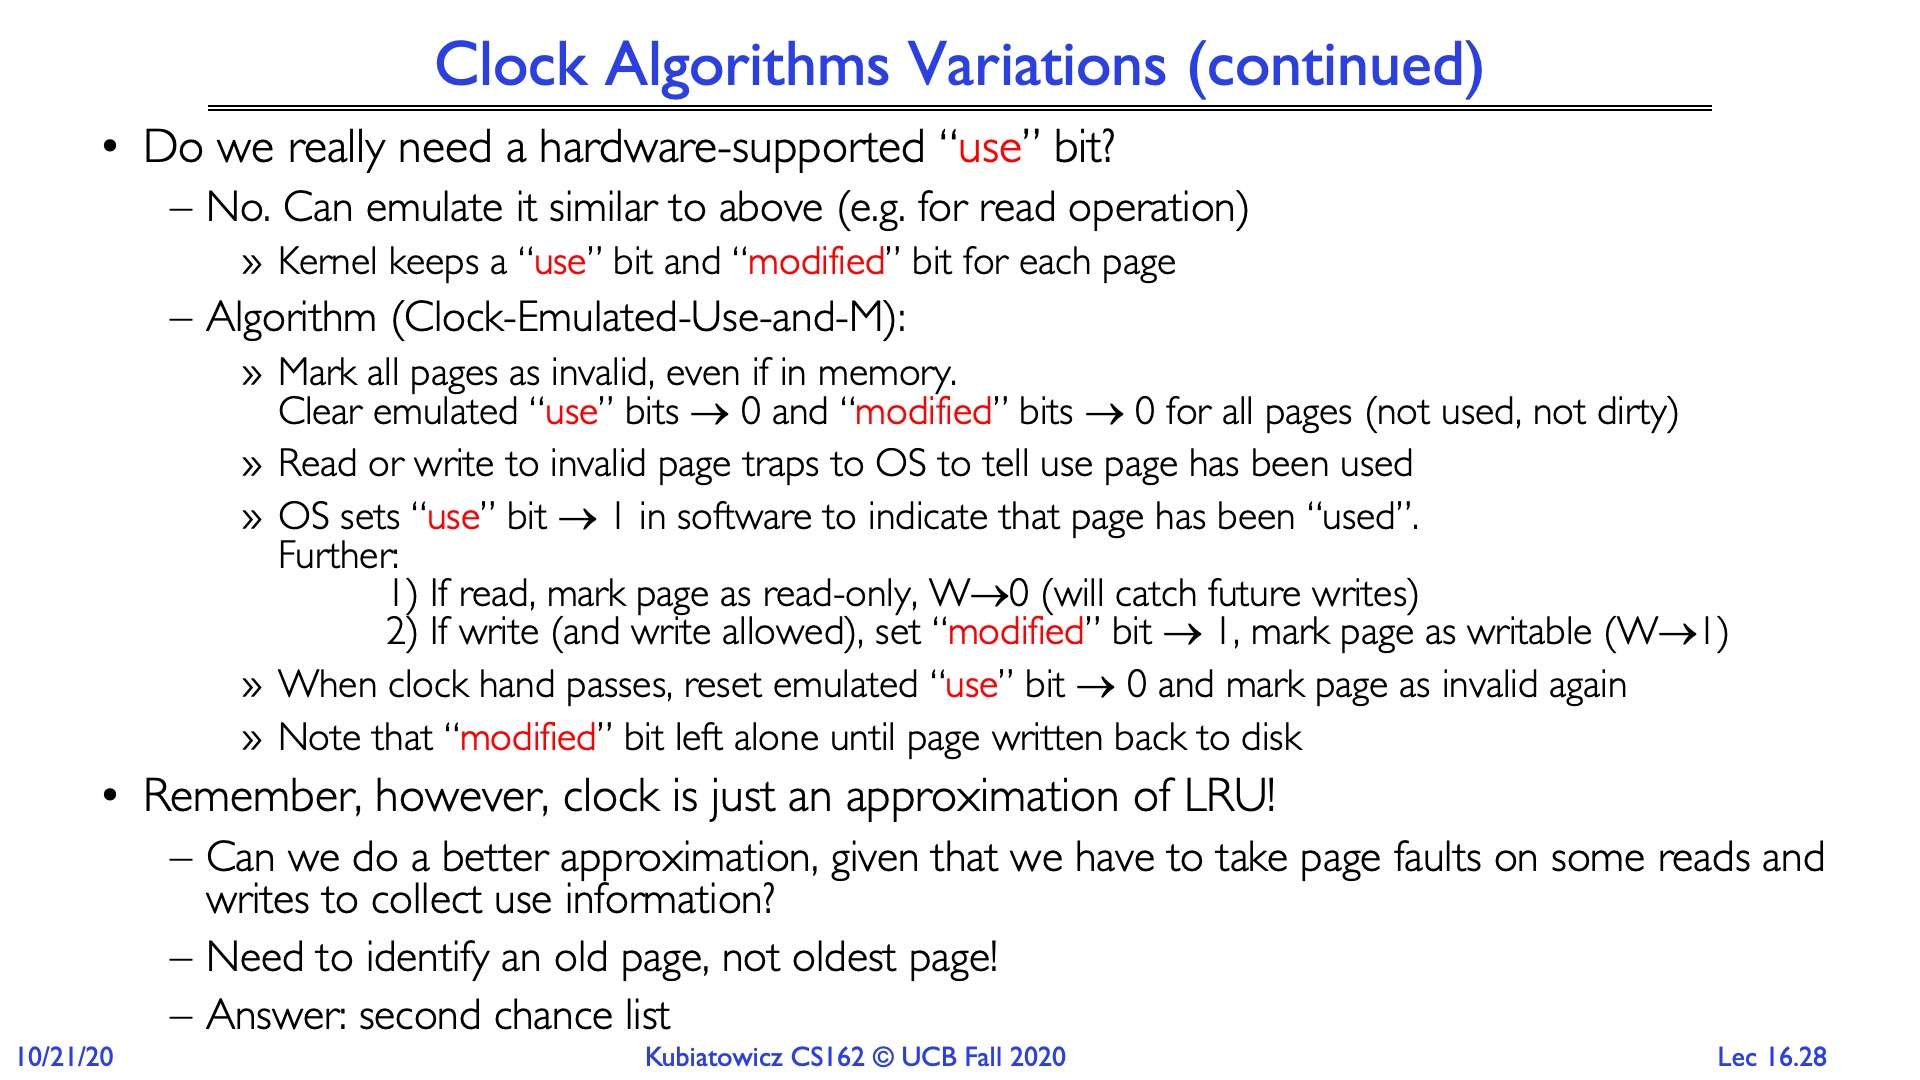 Clock Algorithms Variations (continued)
• Do we really need a hardware-supported “use” bit?
– No. Can emulate it similar to above (e.g. for read operation)
» Kernel keeps a “use” bit and “modified” bit for each page
– Algorithm (Clock-Emulated-Use-and-M):
» Mark all pages as invalid, even if in memory.
Clear emulated “use” bits → 0 and “modified” bits → 0 for all pages (not used, not dirty)
» Read or write to invalid page traps to OS to tell use page has been used
» OS sets “use” bit → 1 in software to indicate that page has been “used”.
Further:
1) If read, mark page as read-only, W→0 (will catch future writes)
2) If write (and write allowed), set “modified” bit → 1, mark page as writable (W→1)
» When clock hand passes, reset emulated “use” bit → 0 and mark page as invalid again
» Note that “modified” bit left alone until page written back to disk
• Remember, however, clock is just an approximation of LRU!
– Can we do a better approximation, given that we have to take page faults on some reads and
writes to collect use information?
– Need to identify an old page, not oldest page!
– Answer: second chance list
10/21/20
Kubiatowicz CS162 © UCB Fall 2020
Lec 16.28